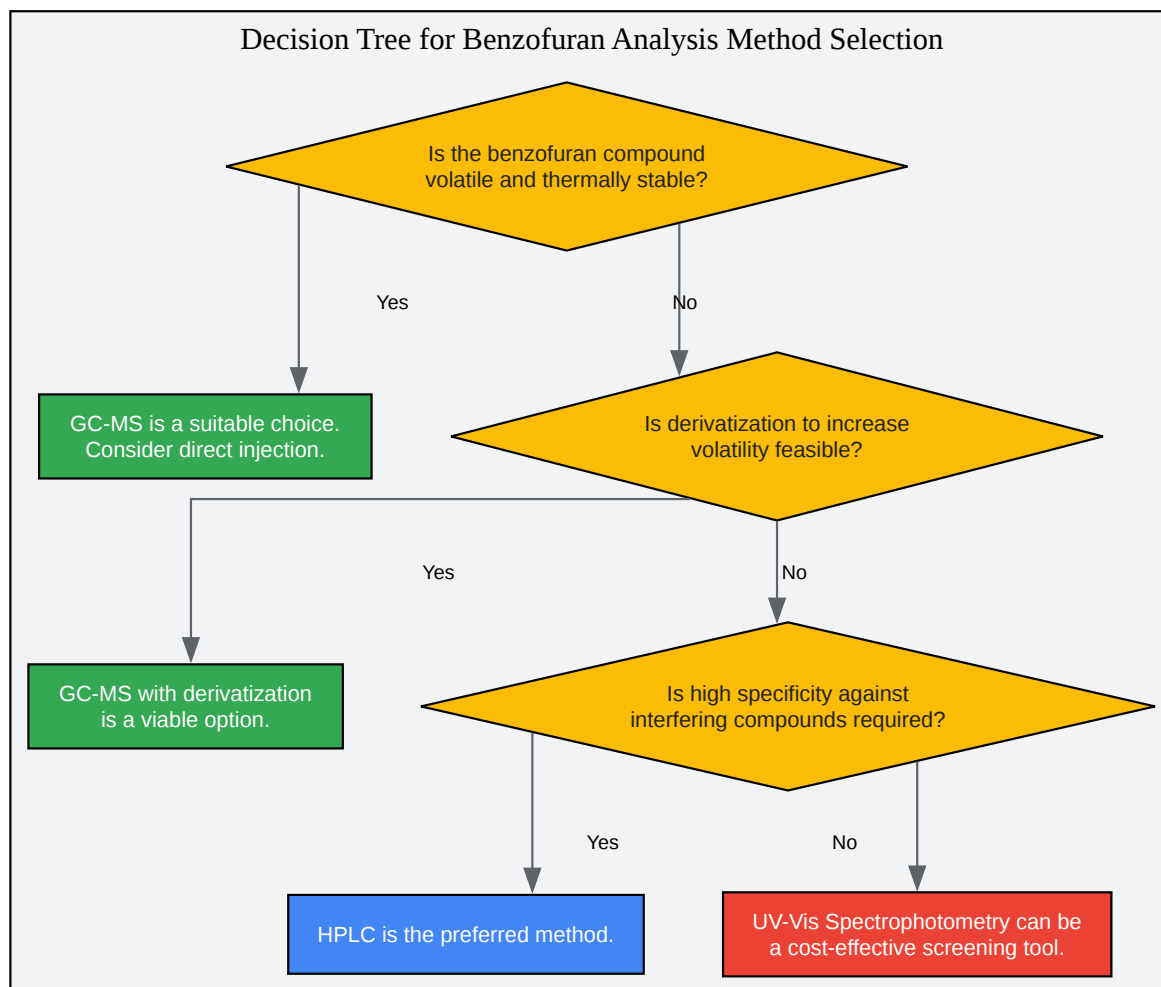 Decision Tree for Benzofuran Analysis Method Selection
Is the benzofuran compound
volatile and thermally stable?
Yes
No
GC-MS is a suitable choice.
Consider direct injection.
Is derivatization to increase
volatility feasible?
Yes
No
GC-MS with derivatization
is a viable option.
Is high specificity against
interfering compounds required?
Yes
No
HPLC is the preferred method.
UV-Vis Spectrophotometry can be
a cost-effective screening tool.